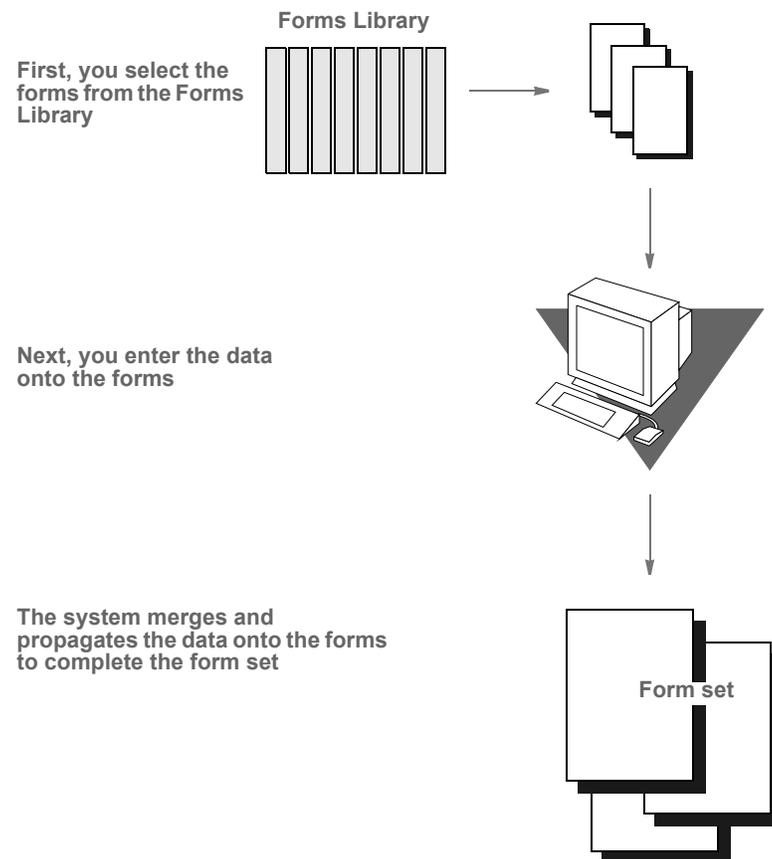 Forms Library
First, you select the
forms from the Forms
Library
Next, you enter the data
onto the forms
The system merges and
propagates the data onto the forms
to complete the form set
Form set